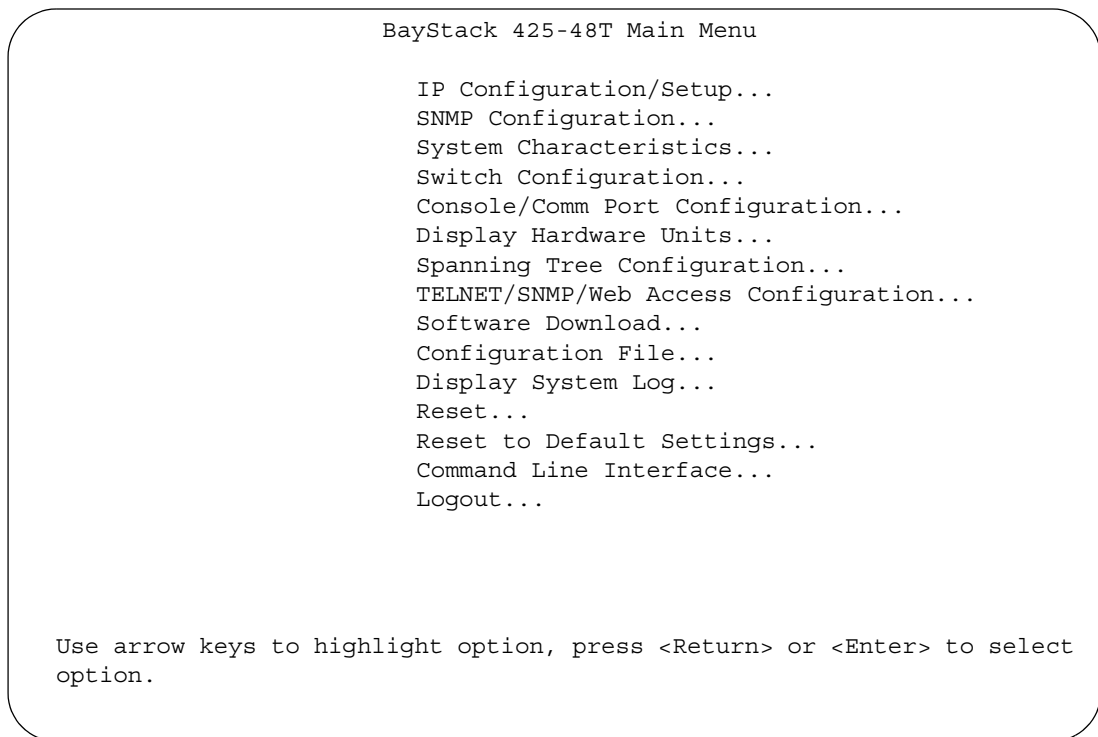 BayStack 425-48T Main Menu
IP Configuration/Setup...
SNMP Configuration...
System Characteristics...
Switch Configuration...
Console/Comm Port Configuration...
Display Hardware Units...
Spanning Tree Configuration...
TELNET/SNMP/Web Access Configuration...
Software Download...
Configuration File...
Display System Log...
Reset...
Reset to Default Settings...
Command Line Interface...
Logout...
Use arrow keys to highlight option, press <Return> or <Enter> to select
option.